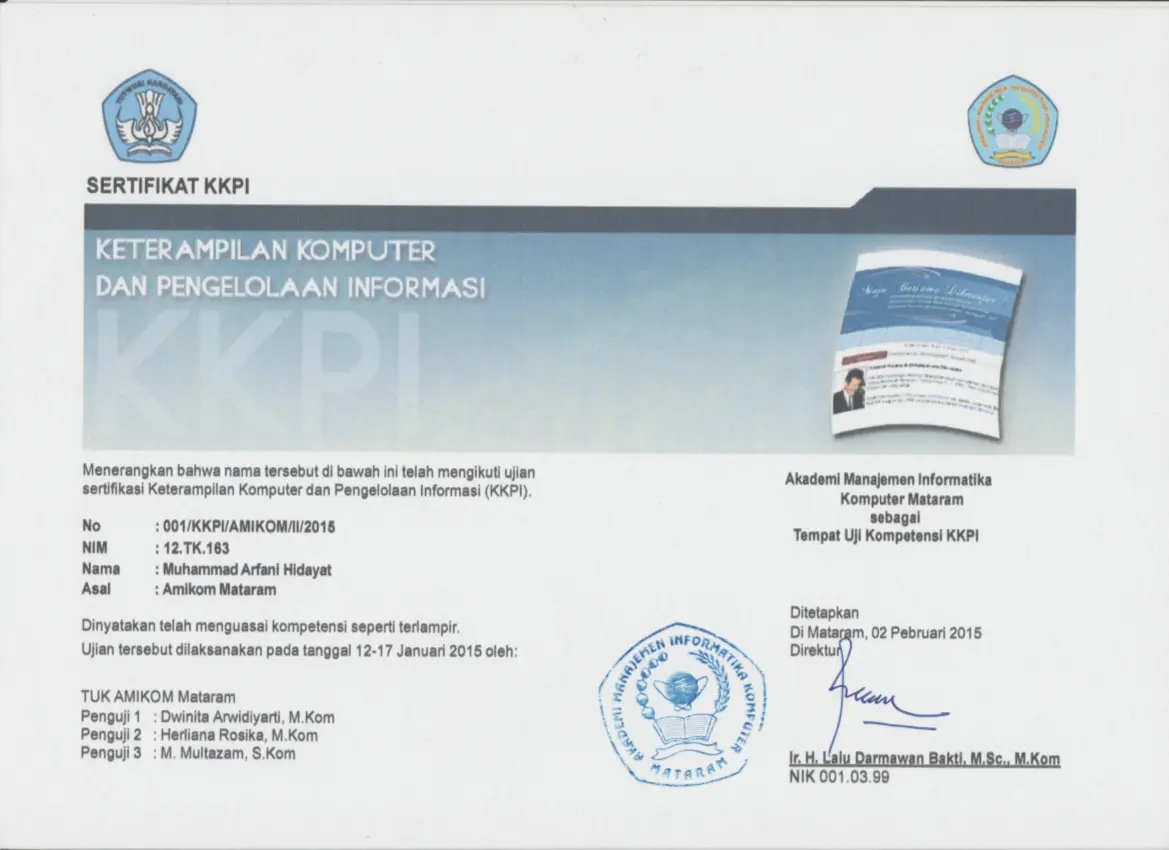 TUT WURI HANDAYANI
SERTIFIKAT KKPI
KETERAMPILAN KOMPUTER
DAN PENGELOLAAN INFORMASI
KKPI
Menerangkan bahwa nama tersebut di bawah ini telah mengikuti ujian
sertifikasi Keterampilan Komputer dan Pengelolaan Informasi (KKPI).
No : 001/KKPI/AMIKOM/II/2015
NIM : 12.TK.163
Nama : Muhammad Arfani Hidayat
Asal : Amikom Mataram
Dinyatakan telah menguasai kompetensi seperti terlampir.
Ujian tersebut dilaksanakan pada tanggal 12-17 Januari 2015 oleh:
TUK AMIKOM Mataram
Penguji 1 : Dwinita Arwidiyarti, M.Kom
Penguji 2 : Herliana Rosika, M.Kom
Penguji 3 : M. Multazam, S.Kom
Akademi Manajemen Informatika
Komputer Mataram
sebagai
Tempat Uji Kompetensi KKPI
Ditetapkan
Di Mataram, 02 Pebruari 2015
Direktur
AKADEMI MANAJEMEN INFORMATIKA KOMPUTER
MATARAM
Ir. H. Lalu Darmawan Bakti, M.Sc., M.Kom
NIK 001.03.99